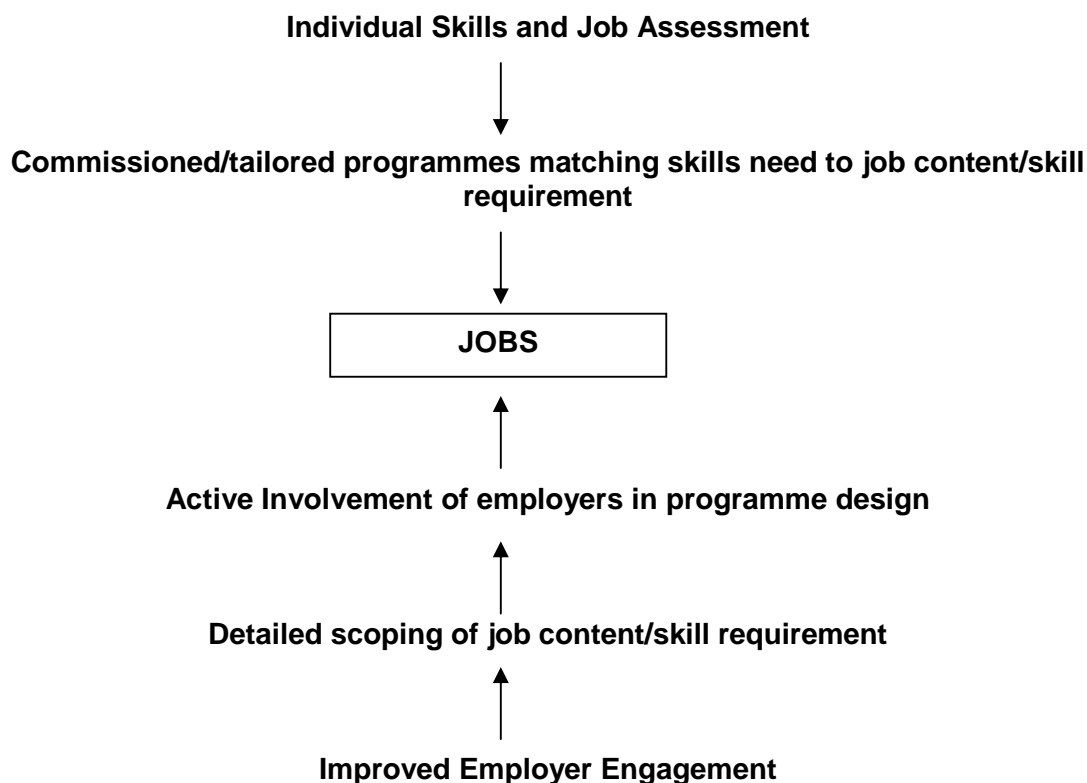 Individual Skills and Job Assessment
Commissioned/tailored programmes matching skills need to job content/skill
requirement
JOBS
Active Involvement of employers in programme design
Detailed scoping of job content/skill requirement
Improved Employer Engagement